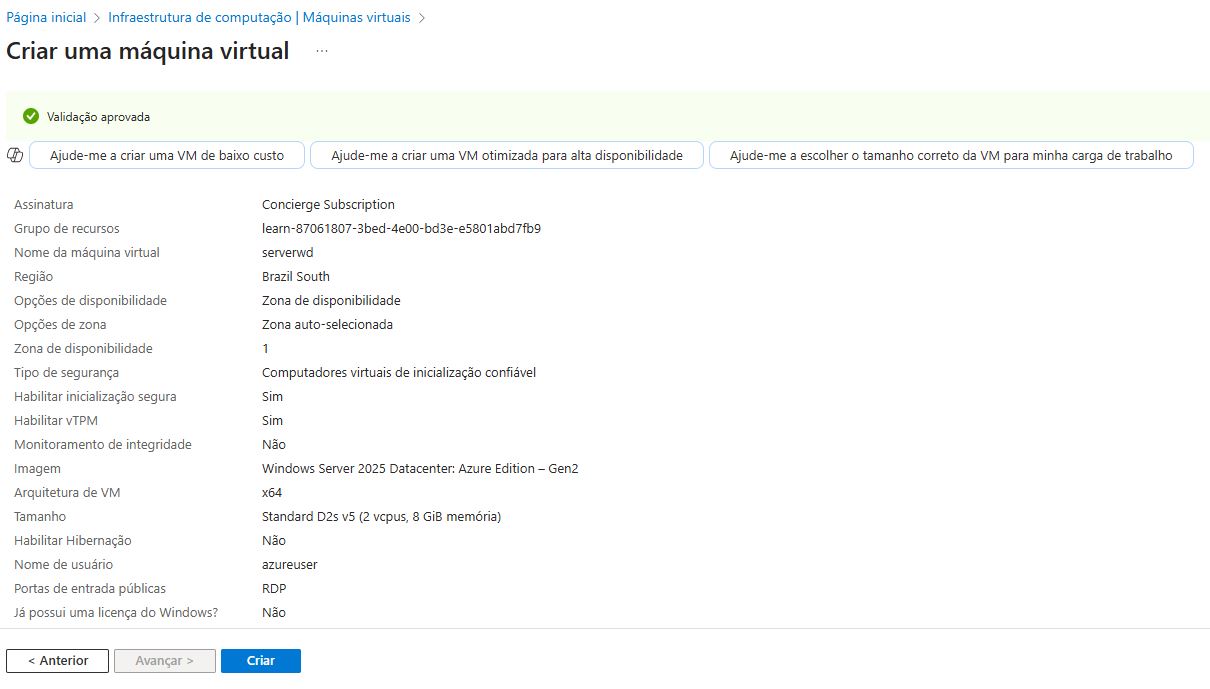 Página inicial > Infraestrutura de computação | Máquinas virtuais >
Criar uma máquina virtual ...
Validação aprovada
Ajude-me a criar uma VM de baixo custo Ajude-me a criar uma VM otimizada para alta disponibilidade Ajude-me a escolher o tamanho correto da VM para minha carga de trabalho
Assinatura Concierge Subscription
Grupo de recursos learn-87061807-3bed-4e00-bd3e-e5801abd7fb9
Nome da máquina virtual serverwd
Região Brazil South
Opções de disponibilidade Zona de disponibilidade
Opções de zona Zona auto-selecionada
Zona de disponibilidade 1
Tipo de segurança Computadores virtuais de inicialização confiável
Habilitar inicialização segura Sim
Habilitar vTPM Sim
Monitoramento de integridade Não
Imagem Windows Server 2025 Datacenter: Azure Edition – Gen2
Arquitetura de VM x64
Tamanho Standard D2s v5 (2 vcpus, 8 GiB memória)
Habilitar Hibernação Não
Nome de usuário azureuser
Portas de entrada públicas RDP
Já possui uma licença do Windows? Não
< Anterior Avançar > Criar